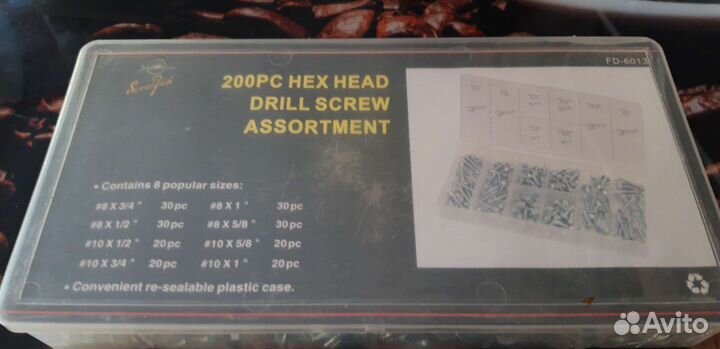 FD-6013
200PC HEX HEAD
DRILL SCREW
ASSORTMENT
• Contains 8 popular sizes:
#8 X 3/4 " 30pc #8 X 1 " 30pc
#8 X 1/2 " 30pc #8 X 5/8 " 30pc
#10 X 1/2 " 20pc #10 X 5/8 " 20pc
#10 X 3/4 " 20pc #10 X 1 " 20pc
• Convenient re-sealable plastic case.
Avito